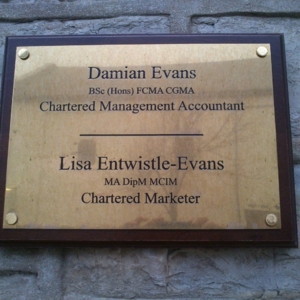 Damian Evans
BSc (Hons) FCMA CGMA
Chartered Management Accountant
Lisa Entwistle-Evans
MA DipM MCIM
Chartered Marketer